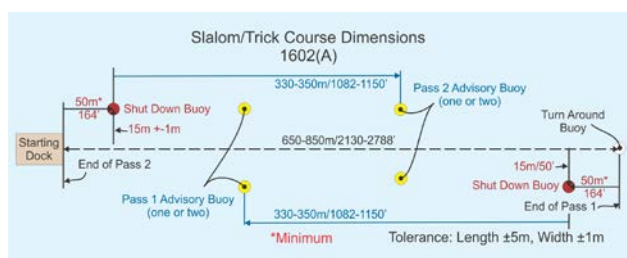 Slalom/Trick Course Dimensions
1602(A)
330-350m/1082-1150'
50m*
164'
Shut Down Buoy
15m +-1m
Pass 2 Advisory Buoy
(one or two)
Turn Around
Buoy
Starting
Dock
650-850m/2130-2788'
End of Pass 2
15m/50'
Shut Down Buoy
50m*
164'
Pass 1 Advisory Buoy
(one or two)
End of Pass 1
330-350m/1082-1150'
*Minimum
Tolerance: Length ±5m, Width ±1m